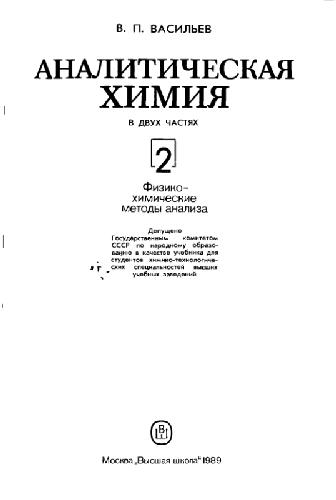 В. П. ВАСИЛЬЕВ
АНАЛИТИЧЕСКАЯ
ХИМИЯ
В ДВУХ ЧАСТЯХ
2
Физико-
химические
методы анализа
Допущено
Государственным комитетом
СССР по народному образо-
ванию в качестве учебника для
студентов химико-технологиче-
ских специальностей высших
учебных заведений
ВШ
Москва „Высшая школа" 1989